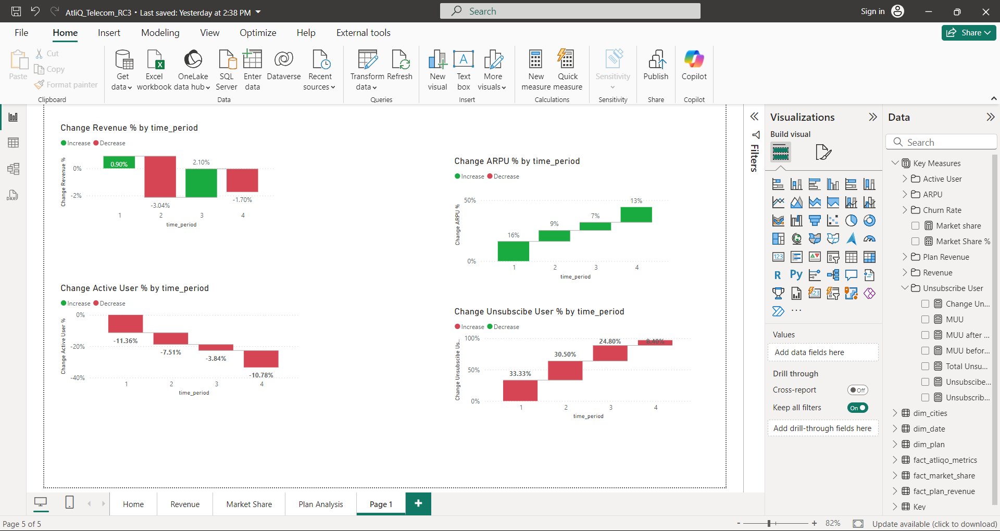 AtliQ_Telecom_RC3 • Last saved: Yesterday at 2:38 PM
Search
Sign in
File
Home
Insert
Modeling
View
Optimize
Help
External tools
Share
Paste
Cut
Copy
Format painter
Clipboard
Get data
Excel workbook
OneLake data hub
SQL Server
Enter data
Dataverse
Recent sources
Data
Transform data
Refresh
Queries
New visual
Text box
More visuals
Insert
New measure
Quick measure
Calculations
Sensitivity
Sensitivity
Publish
Share
Copilot
Copilot
Change Revenue % by time_period
Increase Decrease
Change Revenue %
0%
-2%
0.90%
-3.04%
2.10%
-1.70%
1 2 3 4
time_period
Change ARPU % by time_period
Increase Decrease
Change ARPU %
50%
0%
16%
9%
7%
13%
1 2 3 4
time_period
Change Active User % by time_period
Increase Decrease
Change Active User %
0%
-20%
-40%
-11.36%
-7.51%
-3.84%
-10.78%
1 2 3 4
time_period
Change Unsubscibe User % by time_period
Increase Decrease
Change Unsubscibe Us...
100%
50%
0%
33.33%
30.50%
24.80%
8.40%
1 2 3 4
time_period
Filters
Visualizations
Build visual
123
R
Py
123
Values
Add data fields here
Drill through
Cross-report
Off
Keep all filters
On
Add drill-through fields here
Data
Search
Key Measures
Active User
ARPU
Churn Rate
Market share
Market Share %
Plan Revenue
Revenue
Unsubscribe User
Change Un...
MUU
MUU after ...
MUU befor...
Total Unsu...
Unsubscibe...
Unsubscrib...
dim_cities
dim_date
dim_plan
fact_atliqo_metrics
fact_market_share
fact_plan_revenue
Key
DAX
Home
Revenue
Market Share
Plan Analysis
Page 1
Page 5 of 5
- + 82%
Update available (click to download)